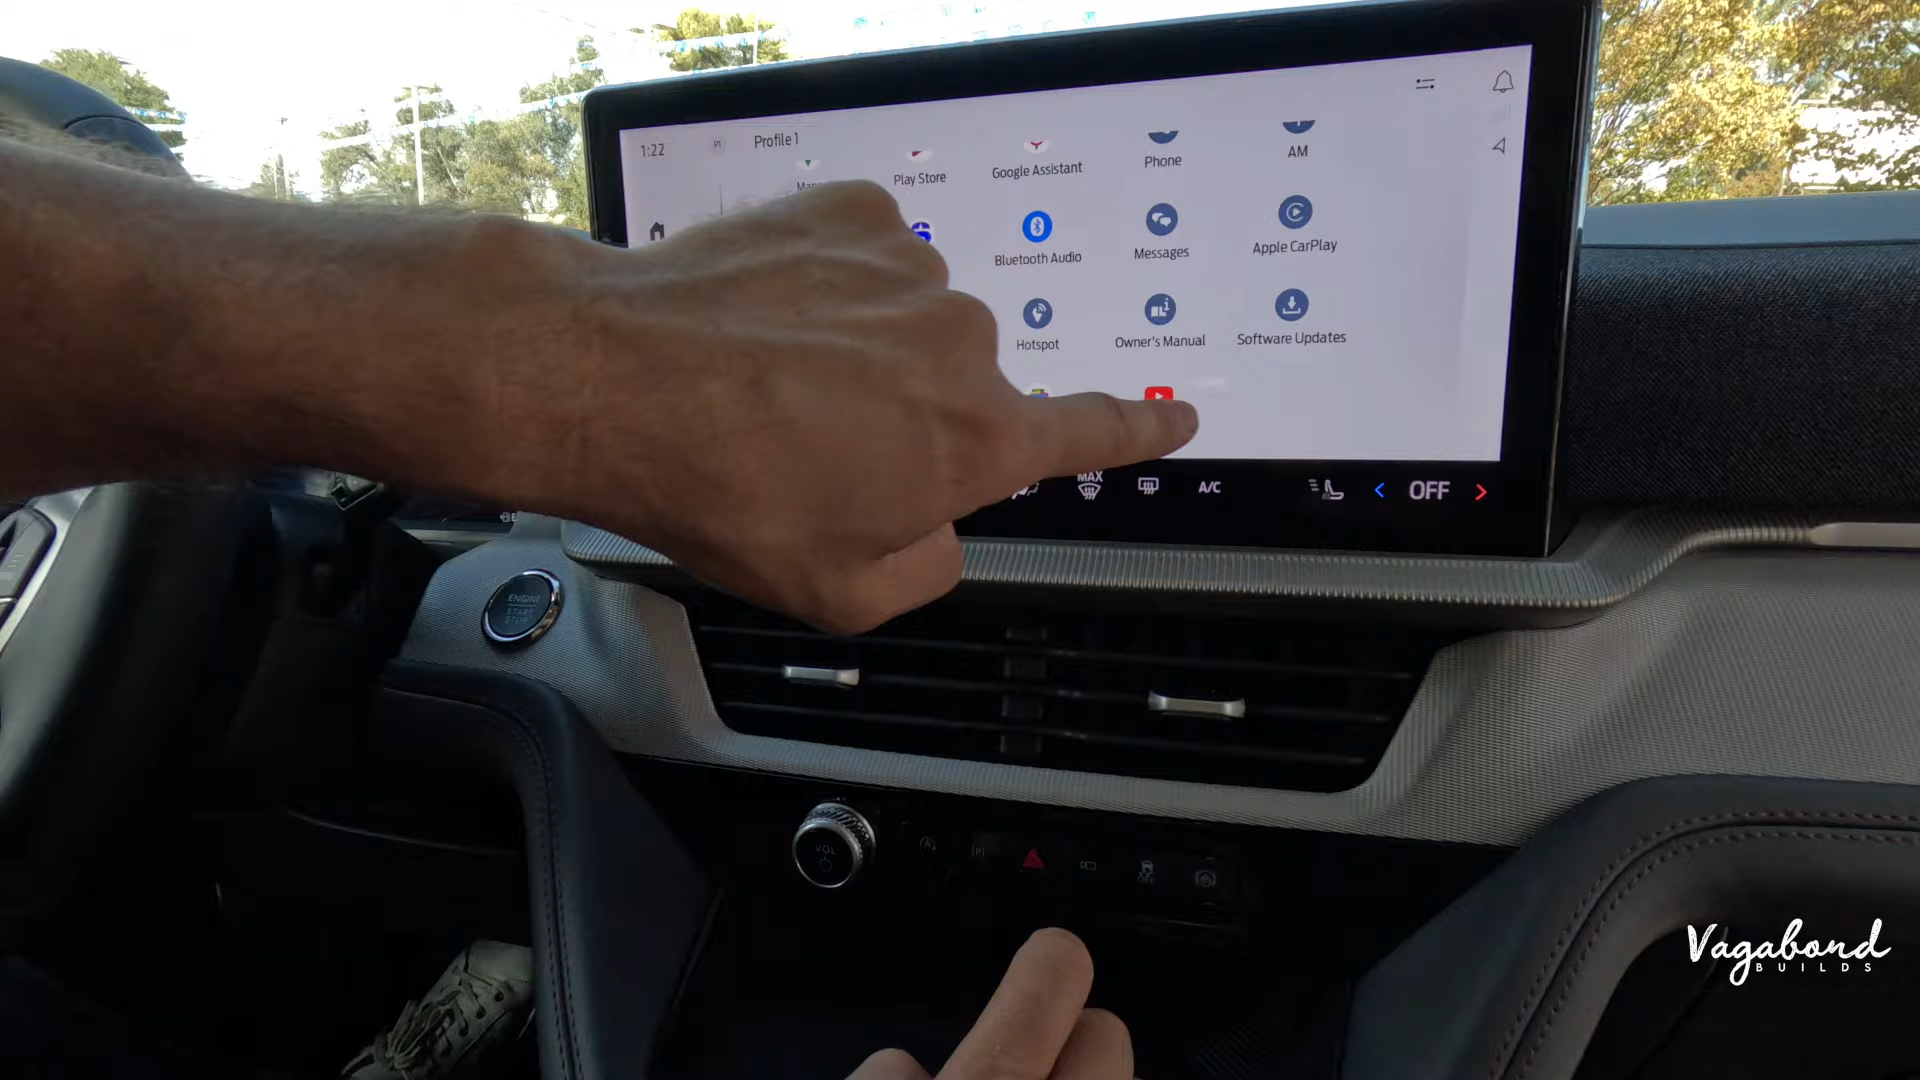 1:22
P1
Profile 1
Play Store
Google Assistant
Phone
AM
Bluetooth Audio
Messages
Apple CarPlay
Hotspot
Owner's Manual
Software Updates
MAX
A/C
OFF
ENGINE
START
STOP
VOL
Vagabond
BUILDS